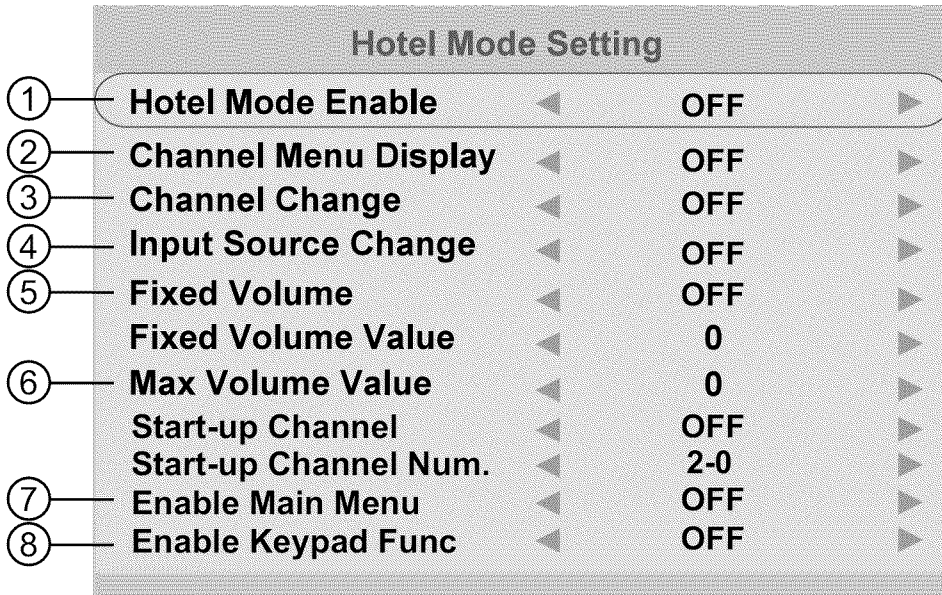 Hotel Mode Setting
① Hotel Mode Enable ◀ OFF ▶
② Channel Menu Display ◀ OFF ▶
③ Channel Change ◀ OFF ▶
④ Input Source Change ◀ OFF ▶
⑤ Fixed Volume ◀ OFF ▶
Fixed Volume Value ◀ 0 ▶
⑥ Max Volume Value ◀ 0 ▶
Start-up Channel ◀ OFF ▶
Start-up Channel Num. ◀ 2-0 ▶
⑦ Enable Main Menu ◀ OFF ▶
⑧ Enable Keypad Func ◀ OFF ▶